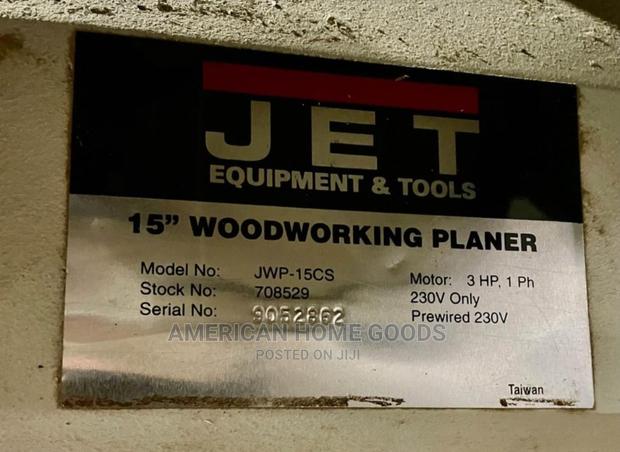 JET
EQUIPMENT & TOOLS
15” WOODWORKING PLANER
Model No: JWP-15CS
Stock No: 708529
Serial No: 9052862
Motor: 3 HP, 1 Ph
230V Only
Prewired 230V
AMERICAN HOME GOODS
POSTED ON JIJI
Taiwan